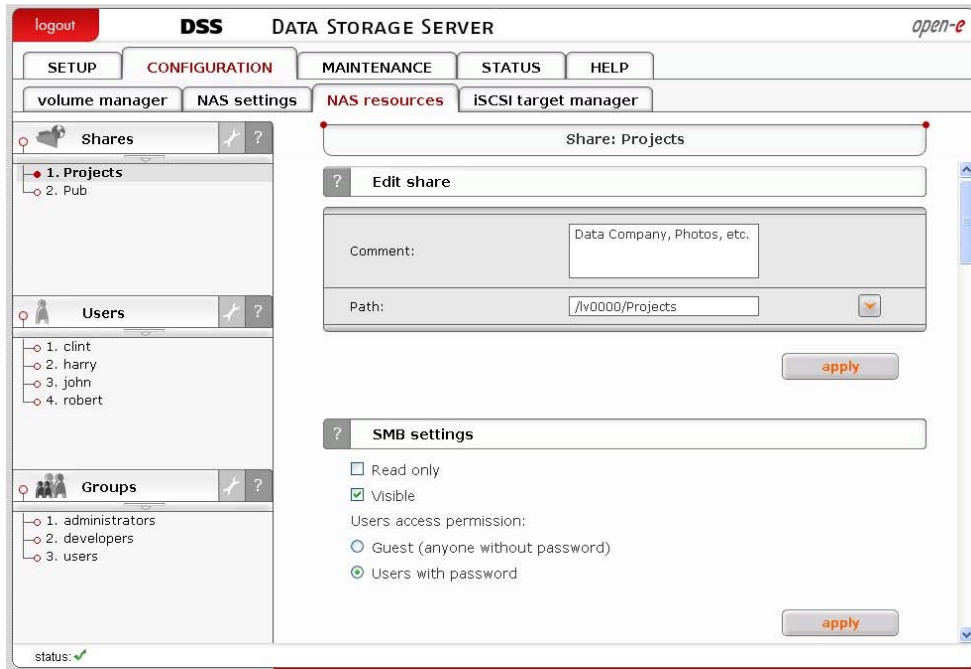 logout
DSS DATA STORAGE SERVER
open-e
SETUP CONFIGURATION MAINTENANCE STATUS HELP
volume manager NAS settings NAS resources iSCSI target manager
Shares ?
1. Projects
2. Pub
Users ?
1. clint
2. harry
3. john
4. robert
Groups ?
1. administrators
2. developers
3. users
Share: Projects
? Edit share
Comment: Data Company, Photos, etc.
Path: /lv0000/Projects
apply
? SMB settings
Read only
Visible
Users access permission:
Guest (anyone without password)
Users with password
apply
status: